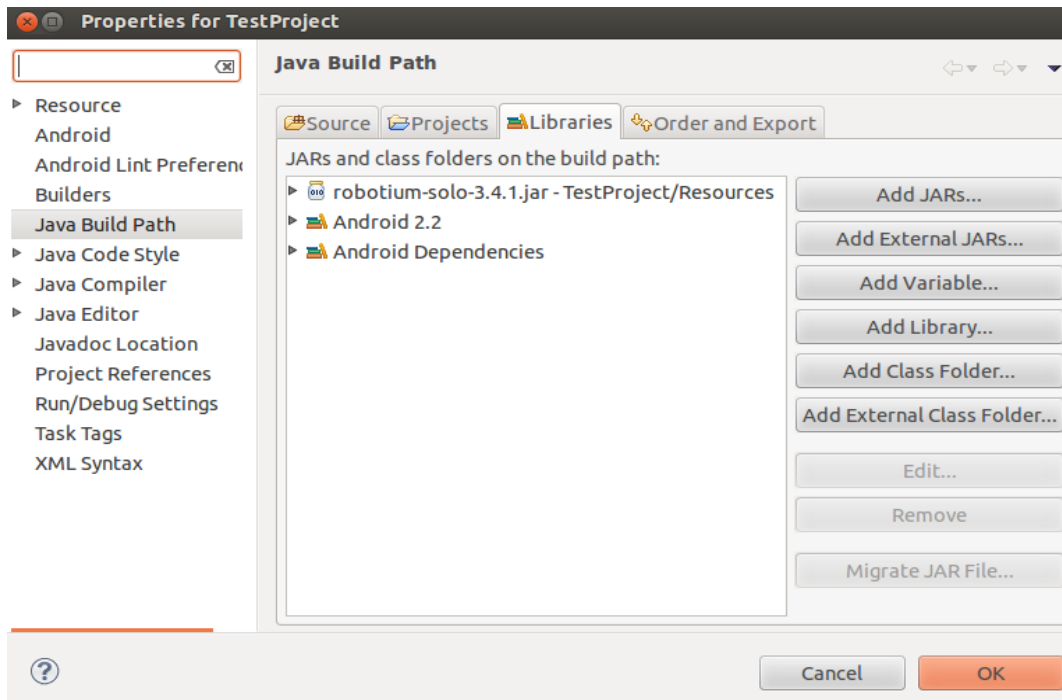 Properties for TestProject
Resource
Android
Android Lint Preferen
Builders
Java Build Path
Java Code Style
Java Compiler
Java Editor
Javadoc Location
Project References
Run/Debug Settings
Task Tags
XML Syntax
Java Build Path
Source Projects Libraries Order and Export
JARs and class folders on the build path:
robotium-solo-3.4.1.jar - TestProject/Resources
Android 2.2
Android Dependencies
Add JARs...
Add External JARs...
Add Variable...
Add Library...
Add Class Folder...
Add External Class Folder...
Edit...
Remove
Migrate JAR File...
? Cancel OK